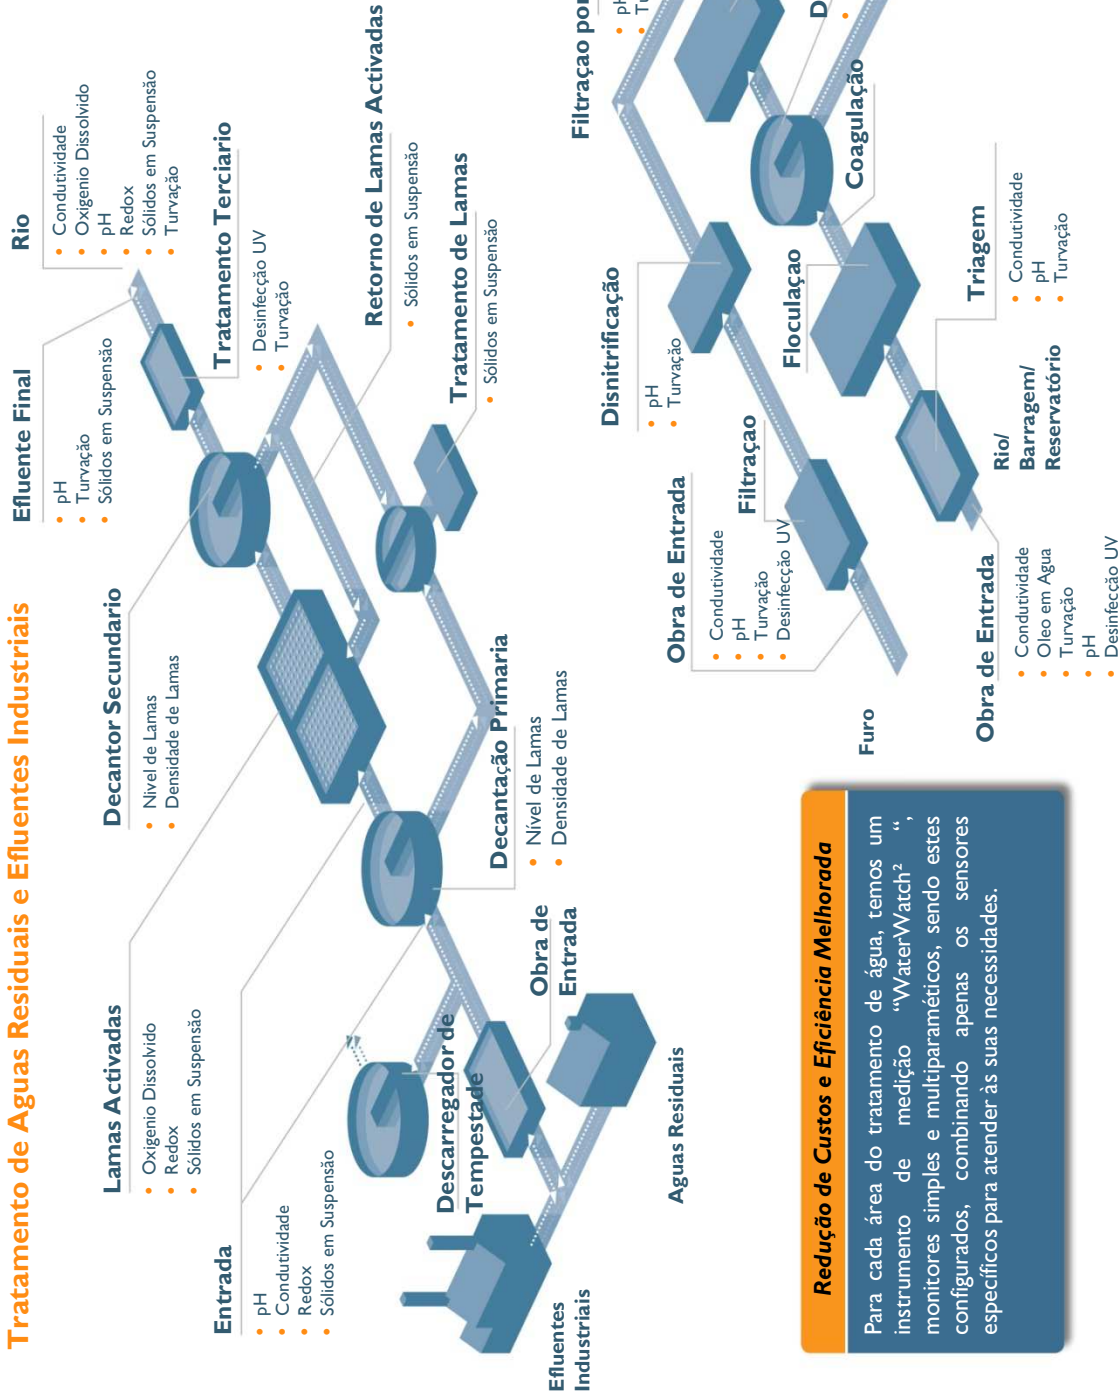 Tratamento de Aguas Residuais e Efluentes Industriais
Efluente Final
• pH
• Turvação
• Sólidos em Suspensão
Rio
• Condutividade
• Oxigenio Dissolvido
• pH
• Redox
• Sólidos em Suspensão
• Turvação
Tratamento Terciario
• Desinfecção UV
• Turvação
Decantor Secundario
• Nivel de Lamas
• Densidade de Lamas
Lamas Activadas
• Oxigenio Dissolvido
• Redox
• Sólidos em Suspensão
Entrada
• pH
• Condutividade
• Redox
• Sólidos em Suspensão
Retorno de Lamas Activadas
• Sólidos em Suspensão
Tratamento de Lamas
• Sólidos em Suspensão
Decantação Primaria
• Nível de Lamas
• Densidade de Lamas
Descarregador de
Tempestade
Obra de
Entrada
Efluentes
Industriais
Aguas Residuais
Filtraçao por
• pH
Disnitrificação
• pH
• Turvação
Obra de Entrada
• Condutividade
• pH
• Turvação
• Desinfecção UV
Filtraçao
Furo
Floculaçao
Coagulação
Triagem
• Condutividade
• pH
• Turvação
Rio/
Barragem/
Reservatório
Obra de Entrada
• Condutividade
• Oleo em Agua
• Turvação
• pH
• Desinfecção UV
Redução de Custos e Eficiência Melhorada
Para cada área do tratamento de água, temos um
instrumento de medição “WaterWatch² “,
monitores simples e multiparaméticos, sendo estes
configurados, combinando apenas os sensores
específicos para atender às suas necessidades.